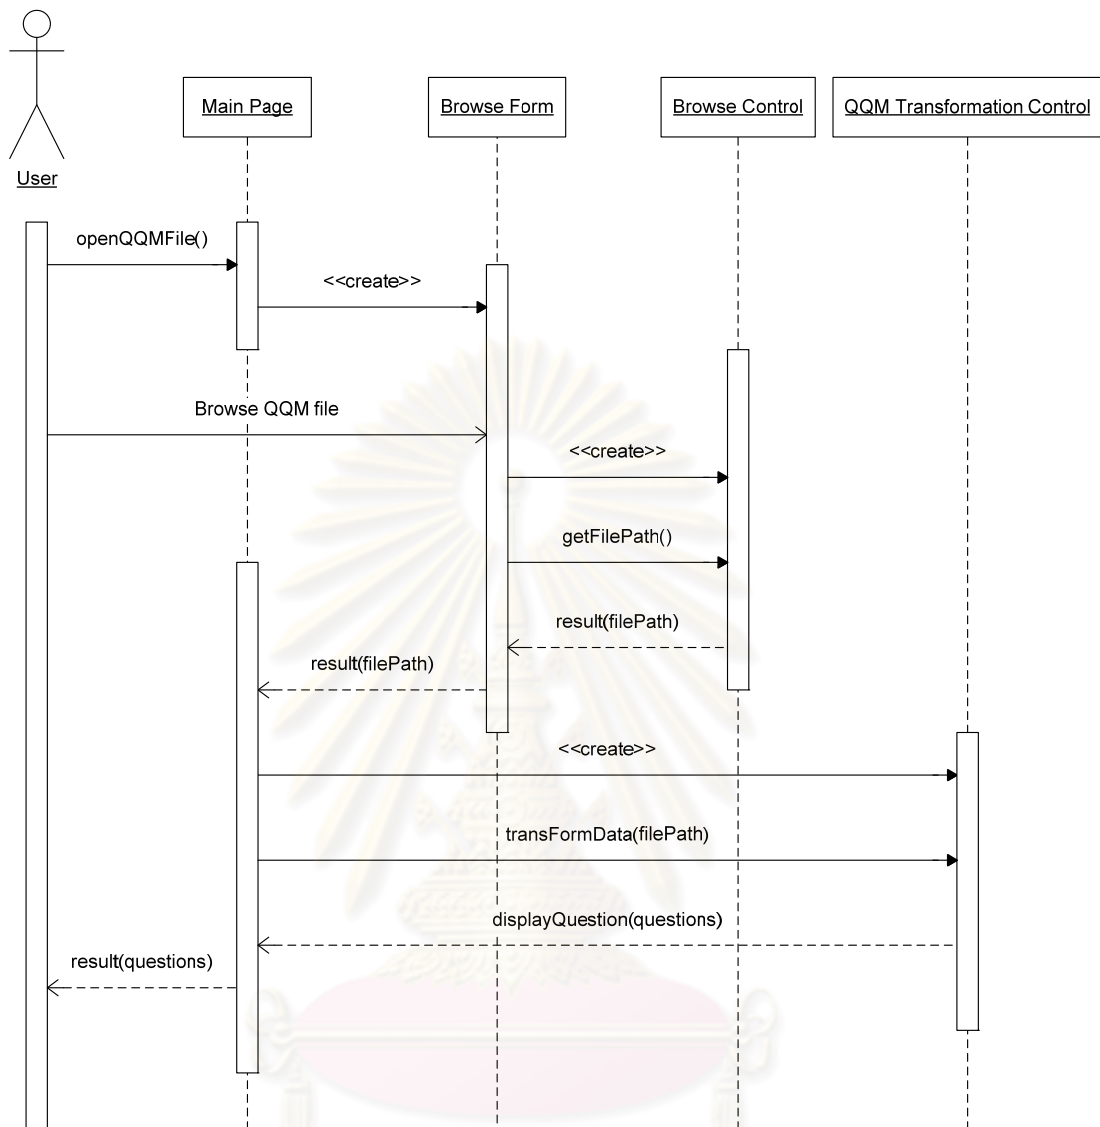 Main Page
Browse Form
Browse Control
QQM Transformation Control
User
openQQMFile()
<<create>>
Browse QQM file
<<create>>
getFilePath()
result(filePath)
result(filePath)
<<create>>
transFormData(filePath)
displayQuestion(questions)
result(questions)